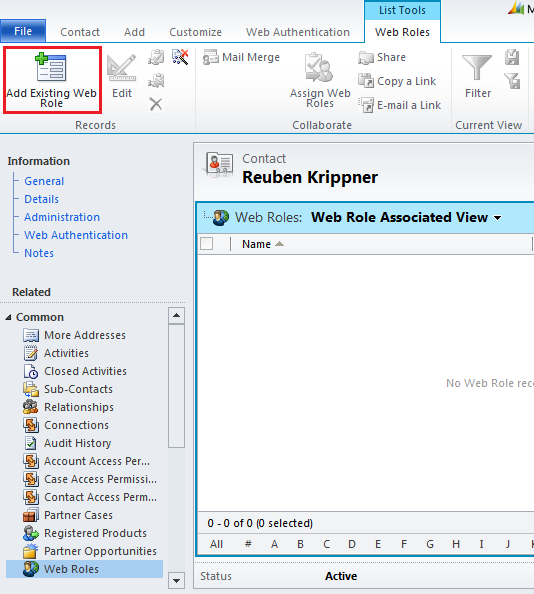 List Tools
M
File
Contact
Add
Customize
Web Authentication
Web Roles
Add Existing Web
Role
Edit
Records
Mail Merge
Assign Web
Roles
Share
Copy a Link
E-mail a Link
Collaborate
Filter
Current View
Information
General
Details
Administration
Web Authentication
Notes
Related
Common
More Addresses
Activities
Closed Activities
Sub-Contacts
Relationships
Connections
Audit History
Account Access Per...
Case Access Permissi...
Contact Access Perm...
Partner Cases
Registered Products
Partner Opportunities
Web Roles
Contact
Reuben Krippner
Web Roles: Web Role Associated View
Name
No Web Role reco
0 - 0 of 0 (0 selected)
All # A B C D E F G H I J K
Status Active